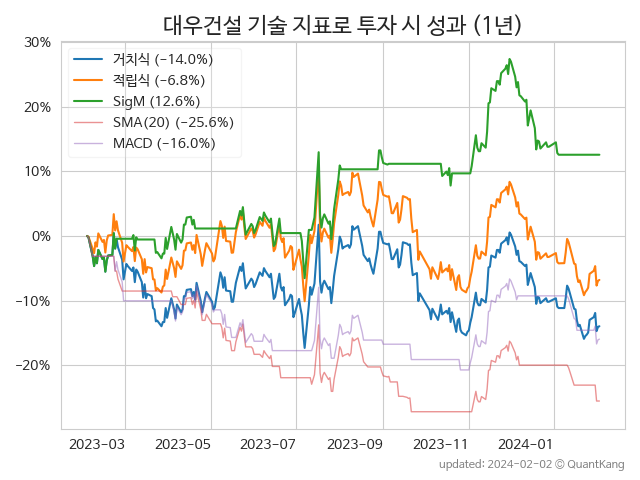 대우건설 기술 지표로 투자 시 성과 (1년)
30%
20%
10%
0%
−10%
−20%
거치식 (−14.0%)
적립식 (−6.8%)
SigM (12.6%)
SMA(20) (−25.6%)
MACD (−16.0%)
2023-03
2023-05
2023-07
2023-09
2023-11
2024-01
updated: 2024-02-02 © QuantKang